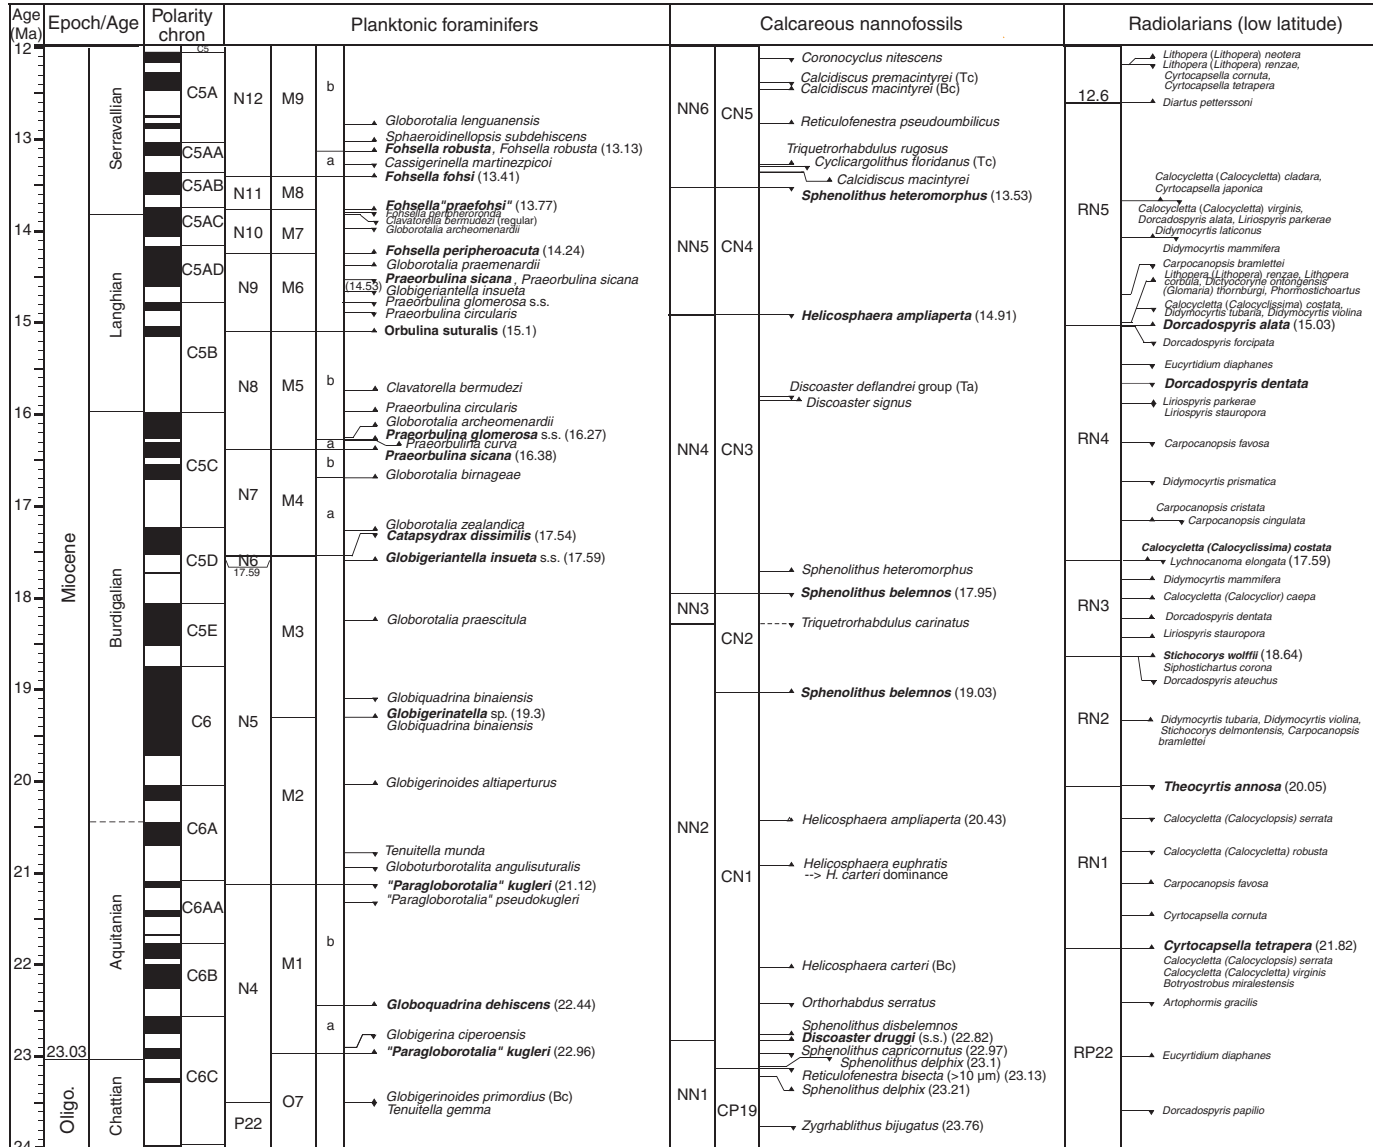 Age
(Ma)
Epoch/Age
Polarity
chron
Planktonic foraminifers
Calcareous nannofossils
Radiolarians (low latitude)
12
13
14
15
16
17
18
19
20
21
22
23
24
Miocene
Oligo.
23.03
Serravallian
Langhian
Burdigalian
Aquitanian
Chattian
C5
C5A
C5AA
C5AB
C5AC
C5AD
C5B
C5C
C5D
C5E
C6
C6A
C6AA
C6B
C6C
N12
N11
N10
N9
N8
N7
N6
17.59
N5
N4
P22
M9
M8
M7
M6
M5
M4
M3
M2
M1
O7
b
a
b
a
b
a
b
a
Globorotalia lenguanensis
Sphaeroidinellopsis subdehiscens
Fohsella robusta, Fohsella robusta (13.13)
Cassigerinella martinezpicoi
Fohsella fohsi (13.41)
Fohsella"praefohsi" (13.77)
Fohsella peripheroronda
Clavatorella bermudezi (regular)
Globorotalia archeomenardii
Fohsella peripheroacuta (14.24)
Globorotalia praemenardii
Praeorbulina sicana, Praeorbulina sicana
(14.53)
Globigeriantella insueta
Praeorbulina glomerosa s.s.
Praeorbulina circularis
Orbulina suturalis (15.1)
Clavatorella bermudezi
Praeorbulina circularis
Globorotalia archeomenardii
Praeorbulina glomerosa s.s. (16.27)
Praeorbulina curva
Praeorbulina sicana (16.38)
Globorotalia birnageae
Globorotalia zealandica
Catapsydrax dissimilis (17.54)
Globigeriantella insueta s.s. (17.59)
Globorotalia praescitula
Globiquadrina binaiensis
Globigerinatella sp. (19.3)
Globiquadrina binaiensis
Globigerinoides altiaperturus
Tenuitella munda
Globoturborotalita angulisuturalis
"Paragloborotalia" kugleri (21.12)
"Paragloborotalia" pseudokugleri
Globoquadrina dehiscens (22.44)
Globigerina ciperoensis
"Paragloborotalia" kugleri (22.96)
Globigerinoides primordius (Bc)
Tenuitella gemma
NN6
NN5
NN4
NN3
NN2
NN1
CN5
CN4
CN3
CN2
CN1
CP19
Coronocyclus nitescens
Calcidiscus premacintyrei (Tc)
Calcidiscus macintyrei (Bc)
Reticulofenestra pseudoumbilicus
Triquetrorhabdulus rugosus
Cyclicargolithus floridanus (Tc)
Calcidiscus macintyrei
Sphenolithus heteromorphus (13.53)
Helicosphaera ampliaperta (14.91)
Discoaster deflandrei group (Ta)
Discoaster signus
Sphenolithus heteromorphus
Sphenolithus belemnos (17.95)
Triquetrorhabdulus carinatus
Sphenolithus belemnos (19.03)
Helicosphaera ampliaperta (20.43)
Helicosphaera euphratis
--> H. carteri dominance
Helicosphaera carteri (Bc)
Orthorhabdus serratus
Sphenolithus disbelemnos
Discoaster druggi (s.s.) (22.82)
Sphenolithus capricornutus (22.97)
Sphenolithus delphix (23.1)
Reticulofenestra bisecta (>10 µm) (23.13)
Sphenolithus delphix (23.21)
Zygrhablithus bijugatus (23.76)
12.6
RN5
RN4
RN3
RN2
RN1
RP22
Lithopera (Lithopera) neotera
Lithopera (Lithopera) renzae,
Cyrtocapsella cornuta,
Cyrtocapsella tetrapera
Diartus petterssoni
Calocycletta (Calocycletta) cladara,
Cyrtocapsella japonica
Calocycletta (Calocycletta) virginis,
Dorcadospyris alata, Liriospyris parkerae
Didymocyrtis laticonus
Didymocyrtis mammifera
Carpocanopsis bramlettei
Lithopera (Lithopera) renzae, Lithopera
corbula, Dictyocoryne ontongensis
(Glomaria) thornburgi, Phormostichoartus
Calocycletta (Calocyclissima) costata,
Didymocyrtis tubaria, Didymocyrtis violina
Dorcadospyris alata (15.03)
Dorcadospyris forcipata
Eucyrtidium diaphanes
Dorcadospyris dentata
Liriospyris parkerae
Liriospyris stauropora
Carpocanopsis favosa
Didymocyrtis prismatica
Carpocanopsis cristata
Carpocanopsis cingulata
Calocycletta (Calocyclissima) costata
Lychnocanoma elongata (17.59)
Didymocyrtis mammifera
Calocycletta (Calocyclior) caepa
Dorcadospyris dentata
Liriospyris stauropora
Stichocorys wolffii (18.64)
Siphostichartus corona
Dorcadospyris ateuchus
Didymocyrtis tubaria, Didymocyrtis violina,
Stichocorys delmontensis, Carpocanopsis
bramlettei
Theocyrtis annosa (20.05)
Calocycletta (Calocyclopsis) serrata
Calocycletta (Calocycletta) robusta
Carpocanopsis favosa
Cyrtocapsella cornuta
Cyrtocapsella tetrapera (21.82)
Calocycletta (Calocyclopsis) serrata
Calocycletta (Calocycletta) virginis
Botryostrobus miralestensis
Artophormis gracilis
Eucyrtidium diaphanes
Dorcadospyris papilio